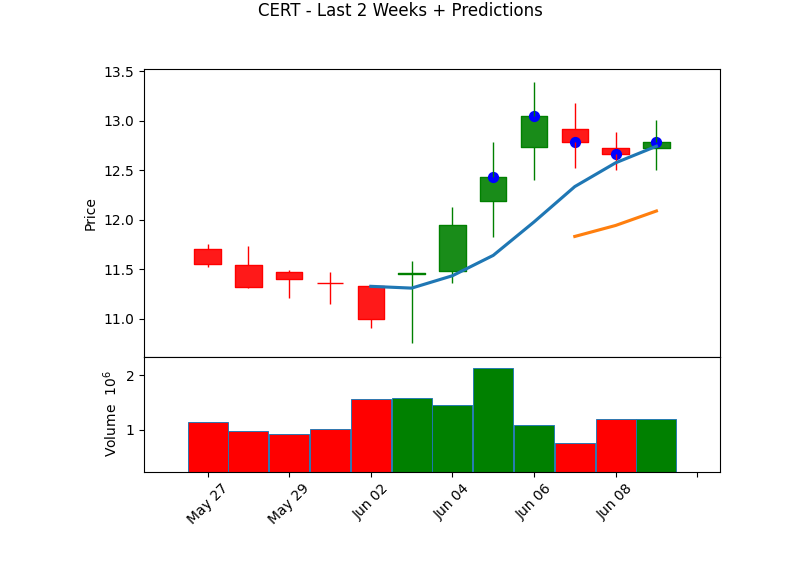 CERT - Last 2 Weeks + Predictions
13.5
13.0
12.5
12.0
11.5
11.0
Price
2
1
Volume 10^6
May 27
May 29
Jun 02
Jun 04
Jun 06
Jun 08